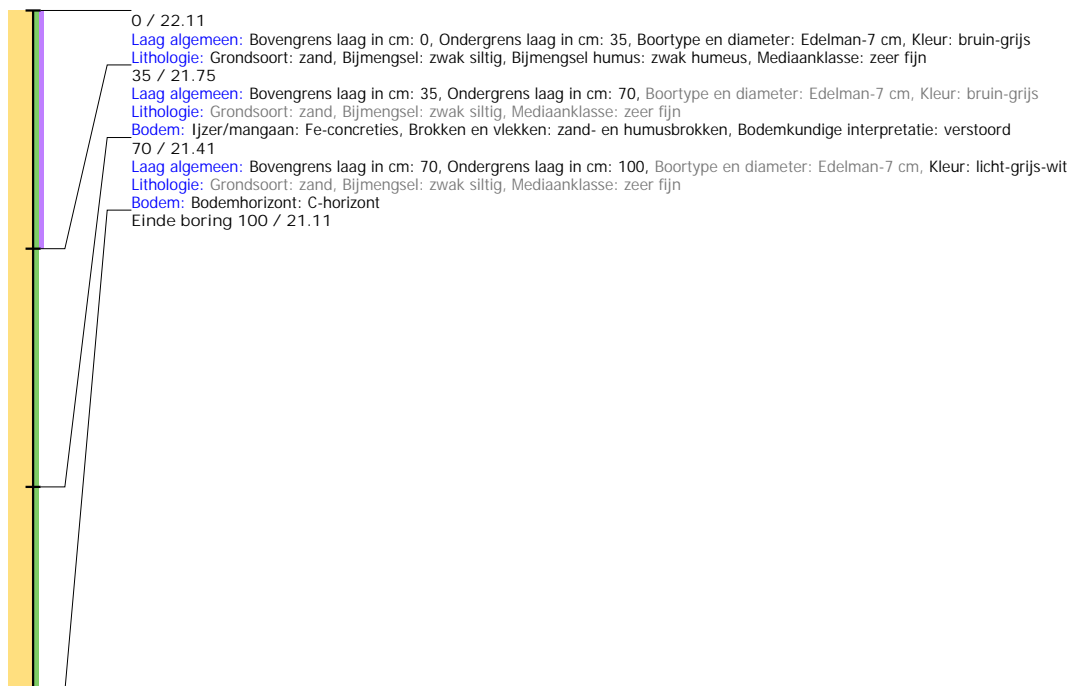 0 / 22.11
Laag algemeen: Bovengrens laag in cm: 0, Ondergrens laag in cm: 35, Boortype en diameter: Edelman-7 cm, Kleur: bruin-grijs
Lithologie: Grondsoort: zand, Bijmengsel: zwak siltig, Bijmengsel humus: zwak humeus, Mediaanklasse: zeer fijn
35 / 21.75
Laag algemeen: Bovengrens laag in cm: 35, Ondergrens laag in cm: 70, Boortype en diameter: Edelman-7 cm, Kleur: bruin-grijs
Lithologie: Grondsoort: zand, Bijmengsel: zwak siltig, Mediaanklasse: zeer fijn
Bodem: Ijzer/mangaan: Fe-concreties, Brokken en vlekken: zand- en humusbrokken, Bodemkundige interpretatie: verstoord
70 / 21.41
Laag algemeen: Bovengrens laag in cm: 70, Ondergrens laag in cm: 100, Boortype en diameter: Edelman-7 cm, Kleur: licht-grijs-wit
Lithologie: Grondsoort: zand, Bijmengsel: zwak siltig, Mediaanklasse: zeer fijn
Bodem: Bodemhorizont: C-horizont
Einde boring 100 / 21.11